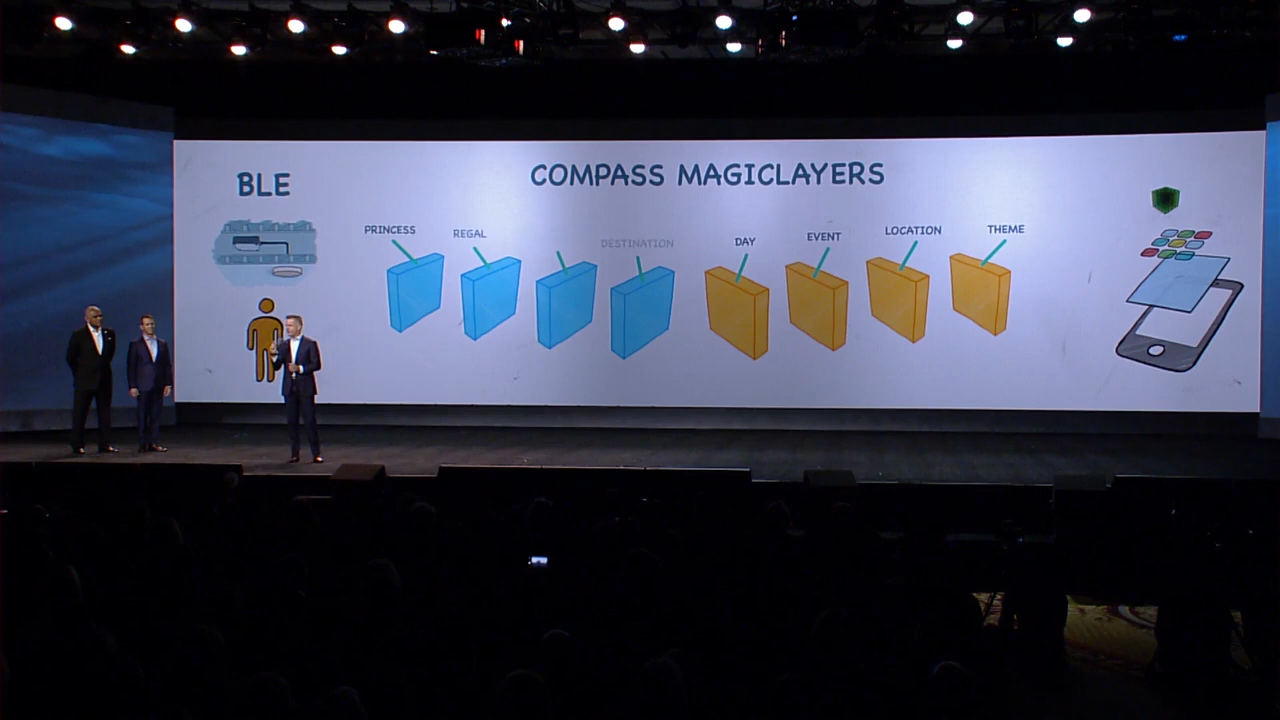 BLE
COMPASS MAGICLAYERS
PRINCESS
REGAL
DESTINATION
DAY
EVENT
LOCATION
THEME